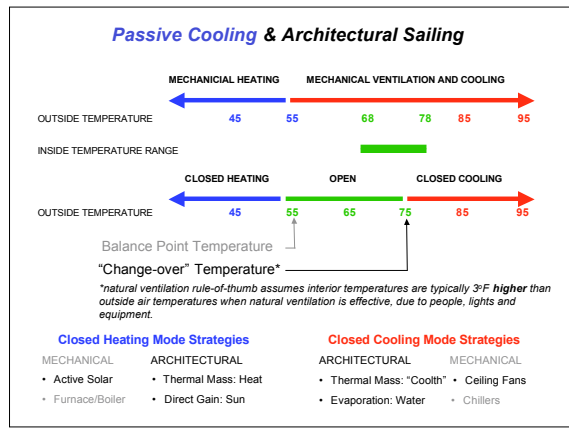 Passive Cooling & Architectural Sailing
MECHANICIAL HEATING MECHANICAL VENTILATION AND COOLING
OUTSIDE TEMPERATURE 45 55 68 78 85 95
INSIDE TEMPERATURE RANGE
CLOSED HEATING OPEN CLOSED COOLING
OUTSIDE TEMPERATURE 45 55 65 75 85 95
Balance Point Temperature
“Change-over” Temperature*
*natural ventilation rule-of-thumb assumes interior temperatures are typically 3°F higher than
outside air temperatures when natural ventilation is effective, due to people, lights and
equipment.
Closed Heating Mode Strategies Closed Cooling Mode Strategies
MECHANICAL ARCHITECTURAL ARCHITECTURAL MECHANICAL
• Active Solar • Thermal Mass: Heat • Thermal Mass: “Coolth” • Ceiling Fans
• Furnace/Boiler • Direct Gain: Sun • Evaporation: Water • Chillers